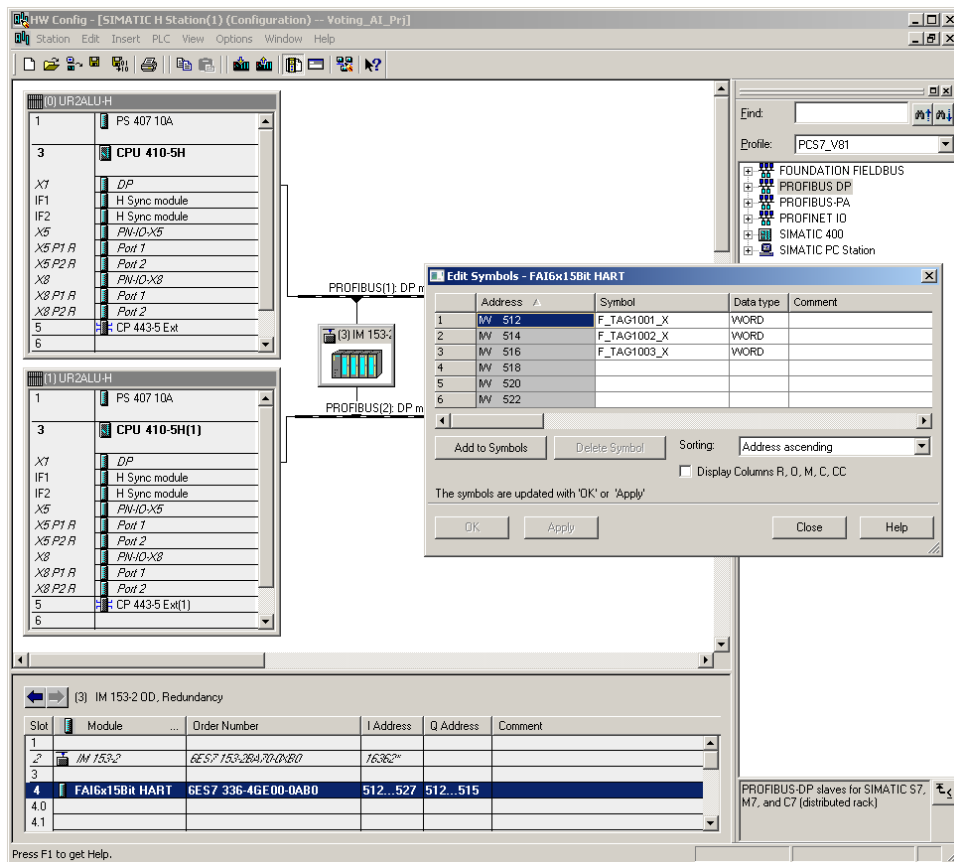 HW Config - [SIMATIC H Station(1) (Configuration) -- Voting_AI_Prj]
Station Edit Insert PLC View Options Window Help
(0) UR2ALU-H
1 PS 407 10A
3 CPU 410-5H
X1 DP
IF1 H Sync module
IF2 H Sync module
X5 PN-IO-X5
X5 P1 R Port 1
X5 P2 R Port 2
X8 PN-IO-X8
X8 P1 R Port 1
X8 P2 R Port 2
5 CP 443-5 Ext
6
PROFIBUS(1): DP m
(3) IM 153-2
PROFIBUS(2): DP m
(1) UR2ALU-H
1 PS 407 10A
3 CPU 410-5H(1)
X1 DP
IF1 H Sync module
IF2 H Sync module
X5 PN-IO-X5
X5 P1 R Port 1
X5 P2 R Port 2
X8 PN-IO-X8
X8 P1 R Port 1
X8 P2 R Port 2
5 CP 443-5 Ext(1)
6
Find:
Profile: PCS7_V81
FOUNDATION FIELDBUS
PROFIBUS DP
PROFIBUS-PA
PROFINET IO
SIMATIC 400
SIMATIC PC Station
Edit Symbols - FAI6x15Bit HART
Address Symbol Data type Comment
1 IW 512 F_TAG1001_X WORD
2 IW 514 F_TAG1002_X WORD
3 IW 516 F_TAG1003_X WORD
4 IW 518
5 IW 520
6 IW 522
Add to Symbols Delete Symbol Sorting: Address ascending
Display Columns R, O, M, C, CC
The symbols are updated with 'OK' or 'Apply'
OK Apply Close Help
(3) IM 153-2 OD, Redundancy
Slot Module ... Order Number I Address Q Address Comment
1
2 IM 153-2 6ES7 153-2BA70-0XB0 16362*
3
4 FAI6x15Bit HART 6ES7 336-4GE00-0AB0 512...527 512...515
4.0
4.1
PROFIBUS-DP slaves for SIMATIC S7,
M7, and C7 (distributed rack)
Press F1 to get Help.